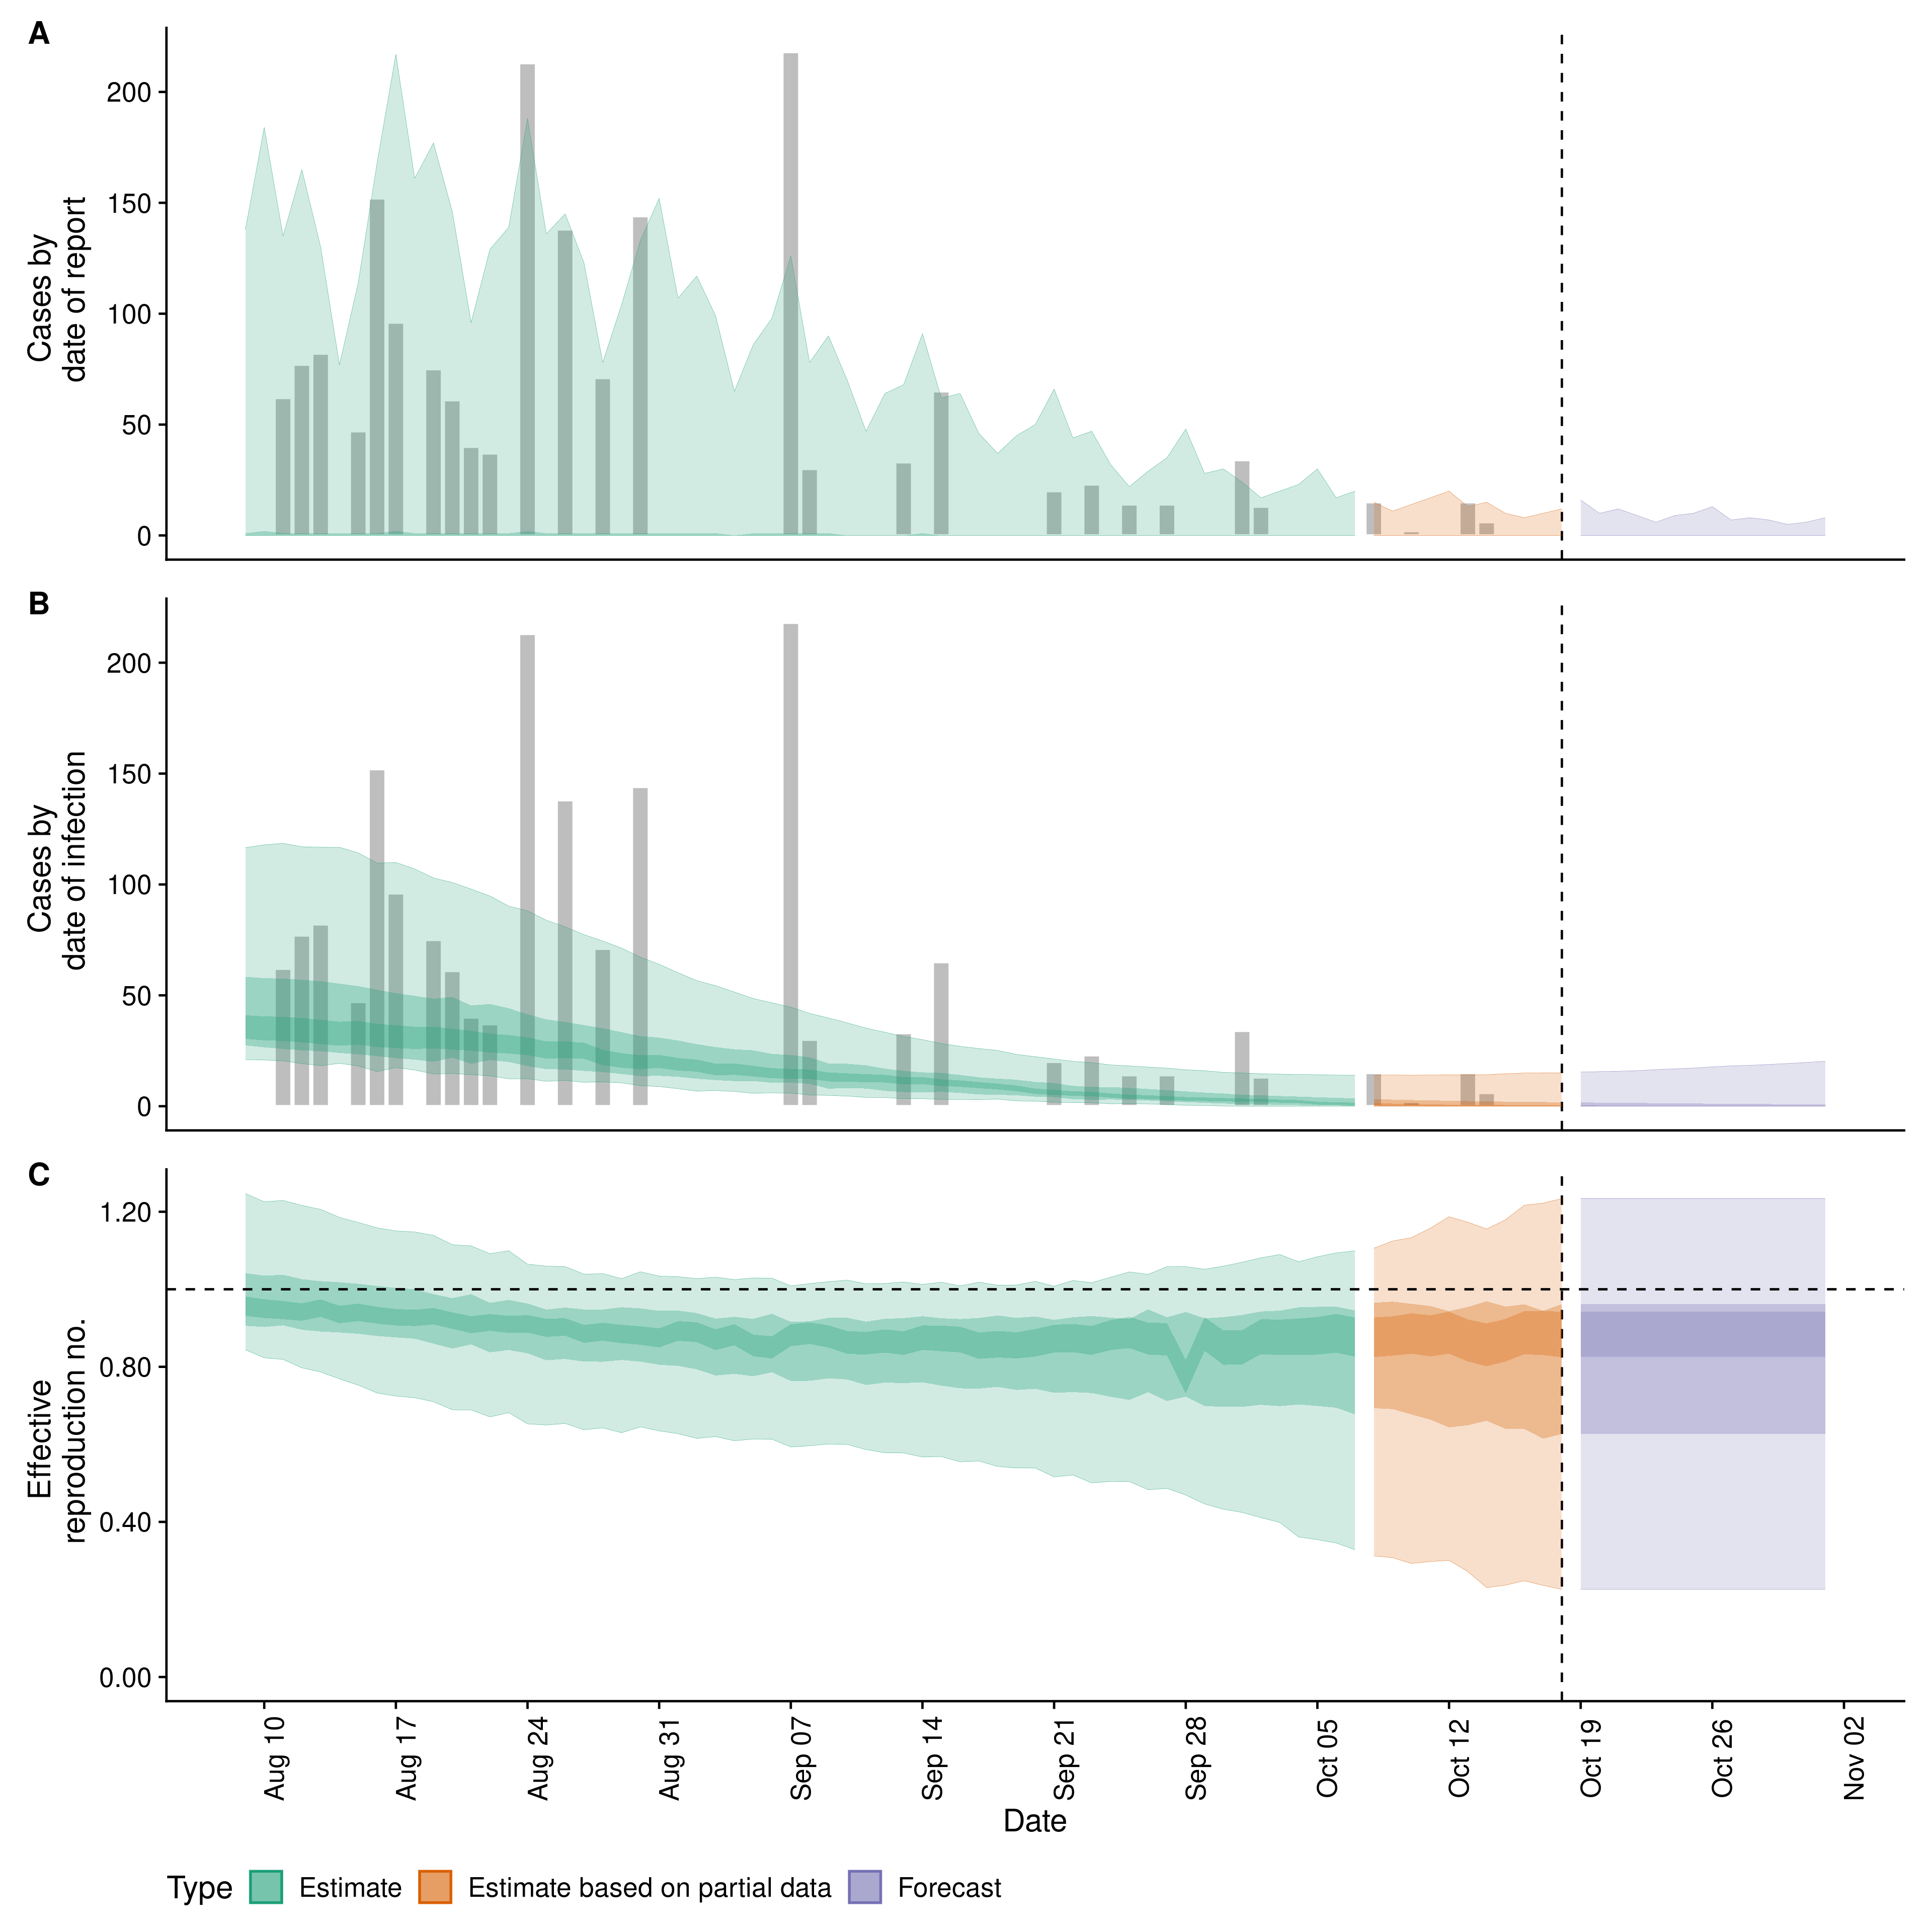 A
200
150
100
50
0
Cases by
date of report
B
200
150
100
50
0
Cases by
date of infection
C
1.20
0.80
0.40
0.00
Effective
reproduction no.
Aug 10
Aug 17
Aug 24
Aug 31
Sep 07
Sep 14
Sep 21
Sep 28
Oct 05
Oct 12
Oct 19
Oct 26
Nov 02
Date
Type Estimate Estimate based on partial data Forecast